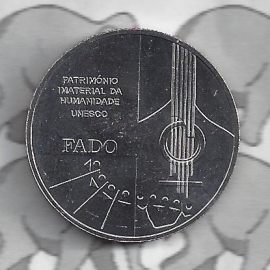 PATRIMÓNIO
IMATERIAL DA
HUMANIDADE
UNESCO
FADO